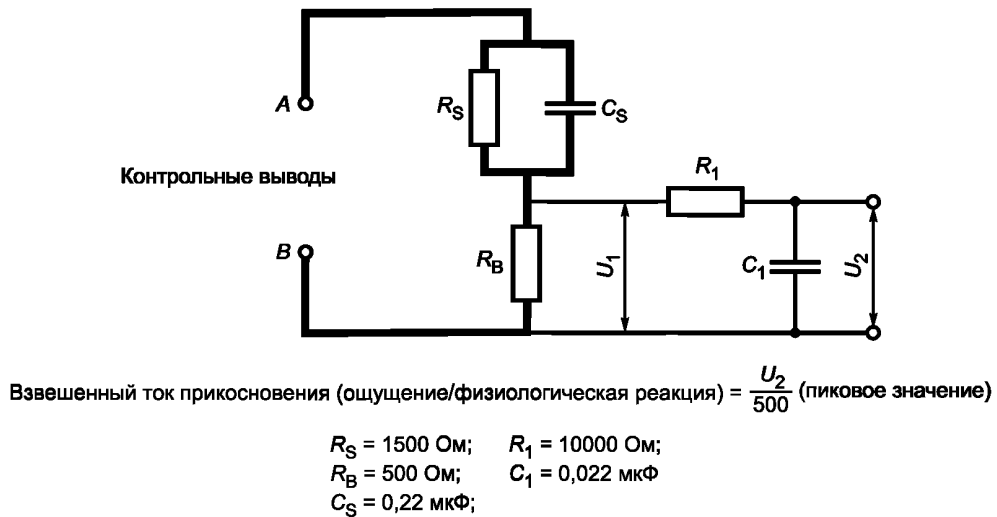 A
R_S
C_S
Контрольные выводы
R_1
B
R_B
U_1
C_1
U_2
Взвешенный ток прикосновения (ощущение/физиологическая реакция) = U_2/500 (пиковое значение)
R_S = 1500 Ом; R_1 = 10000 Ом;
R_B = 500 Ом; C_1 = 0,022 мкФ
C_S = 0,22 мкФ;